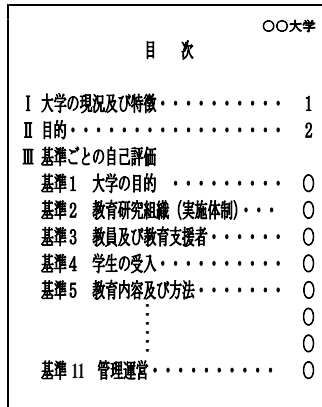 ○○大学
目 次
Ⅰ 大学の現況及び特徴・・・・・・・・・・ 1
Ⅱ 目的・・・・・・・・・・・・・・・・・・ 2
Ⅲ 基準ごとの自己評価
基準1 大学の目的 ・・・・・・・・ ○
基準2 教育研究組織（実施体制）・・・ ○
基準3 教員及び教育支援者・・・・・・ ○
基準4 学生の受入・・・・・・・・・・ ○
基準5 教育内容及び方法・・・・・・・ ○
： ○
： ○
基準11 管理運営・・・・・・・・・・ ○